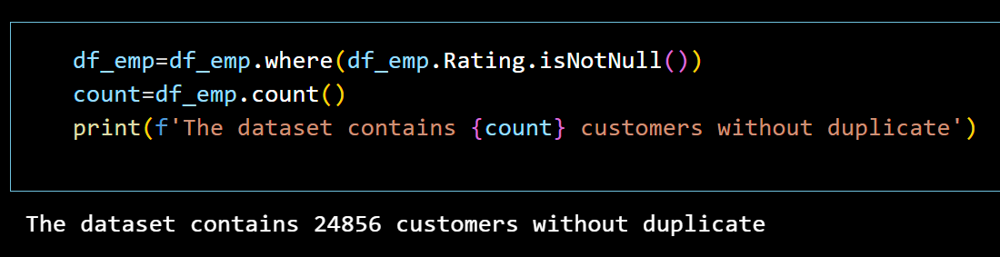 df_emp=df_emp.where(df_emp.Rating.isNotNull())
count=df_emp.count()
print(f'The dataset contains {count} customers without duplicate')
The dataset contains 24856 customers without duplicate